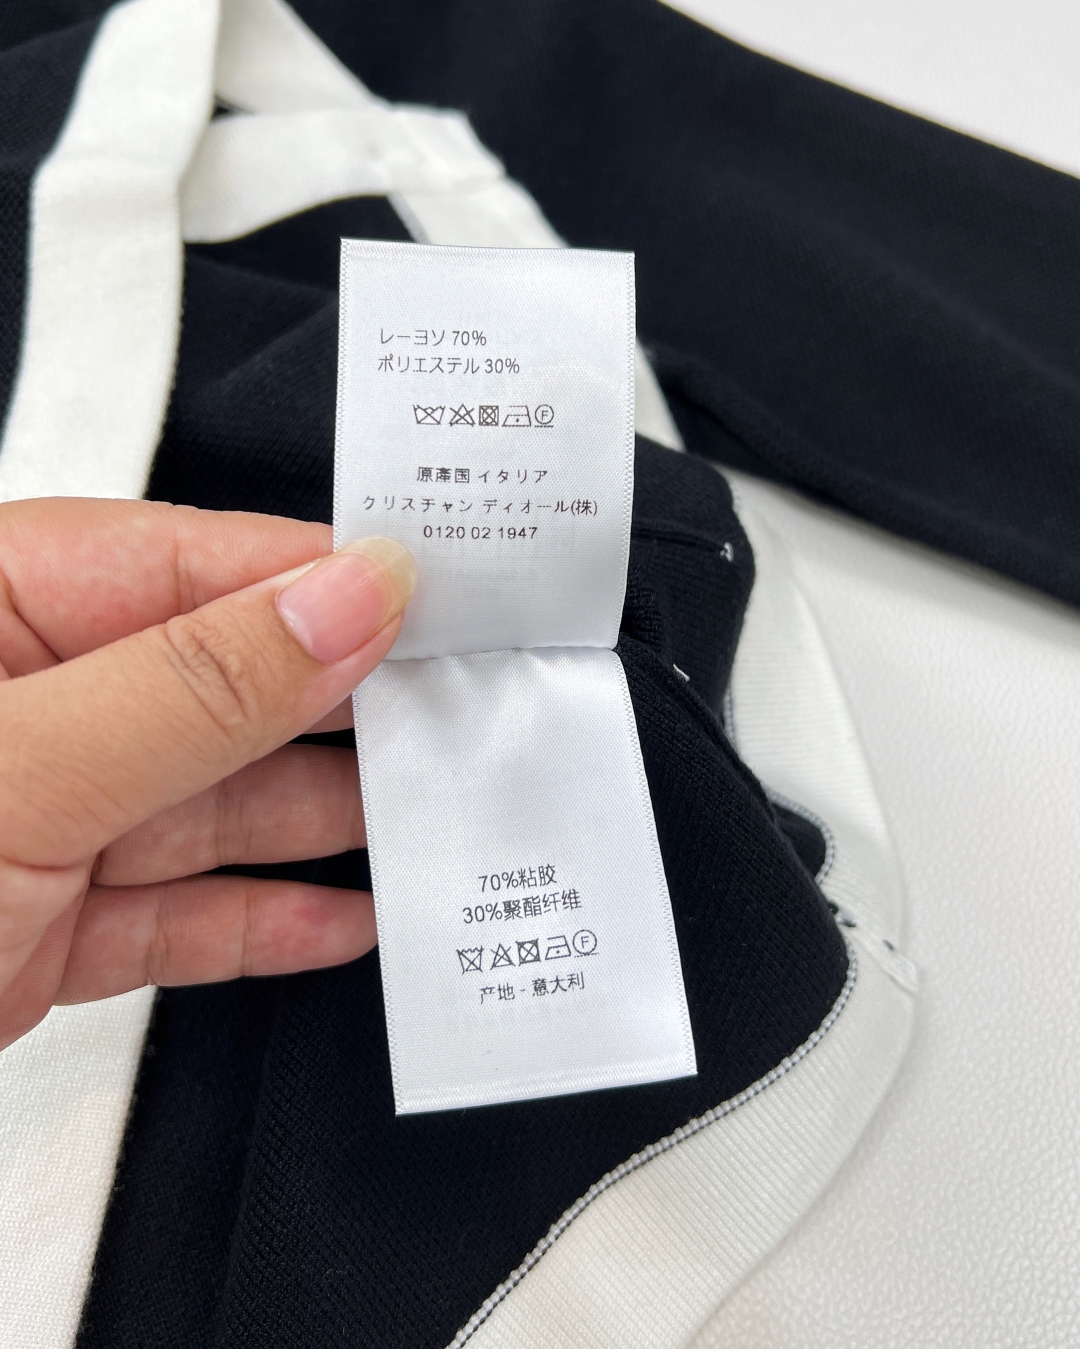 レーヨソ 70%
ポリエステル 30%
F
原產国 イタリア
クリスチャン ディオール(株)
0120 02 1947
70%粘胶
30%聚酯纤维
F
产地 - 意大利